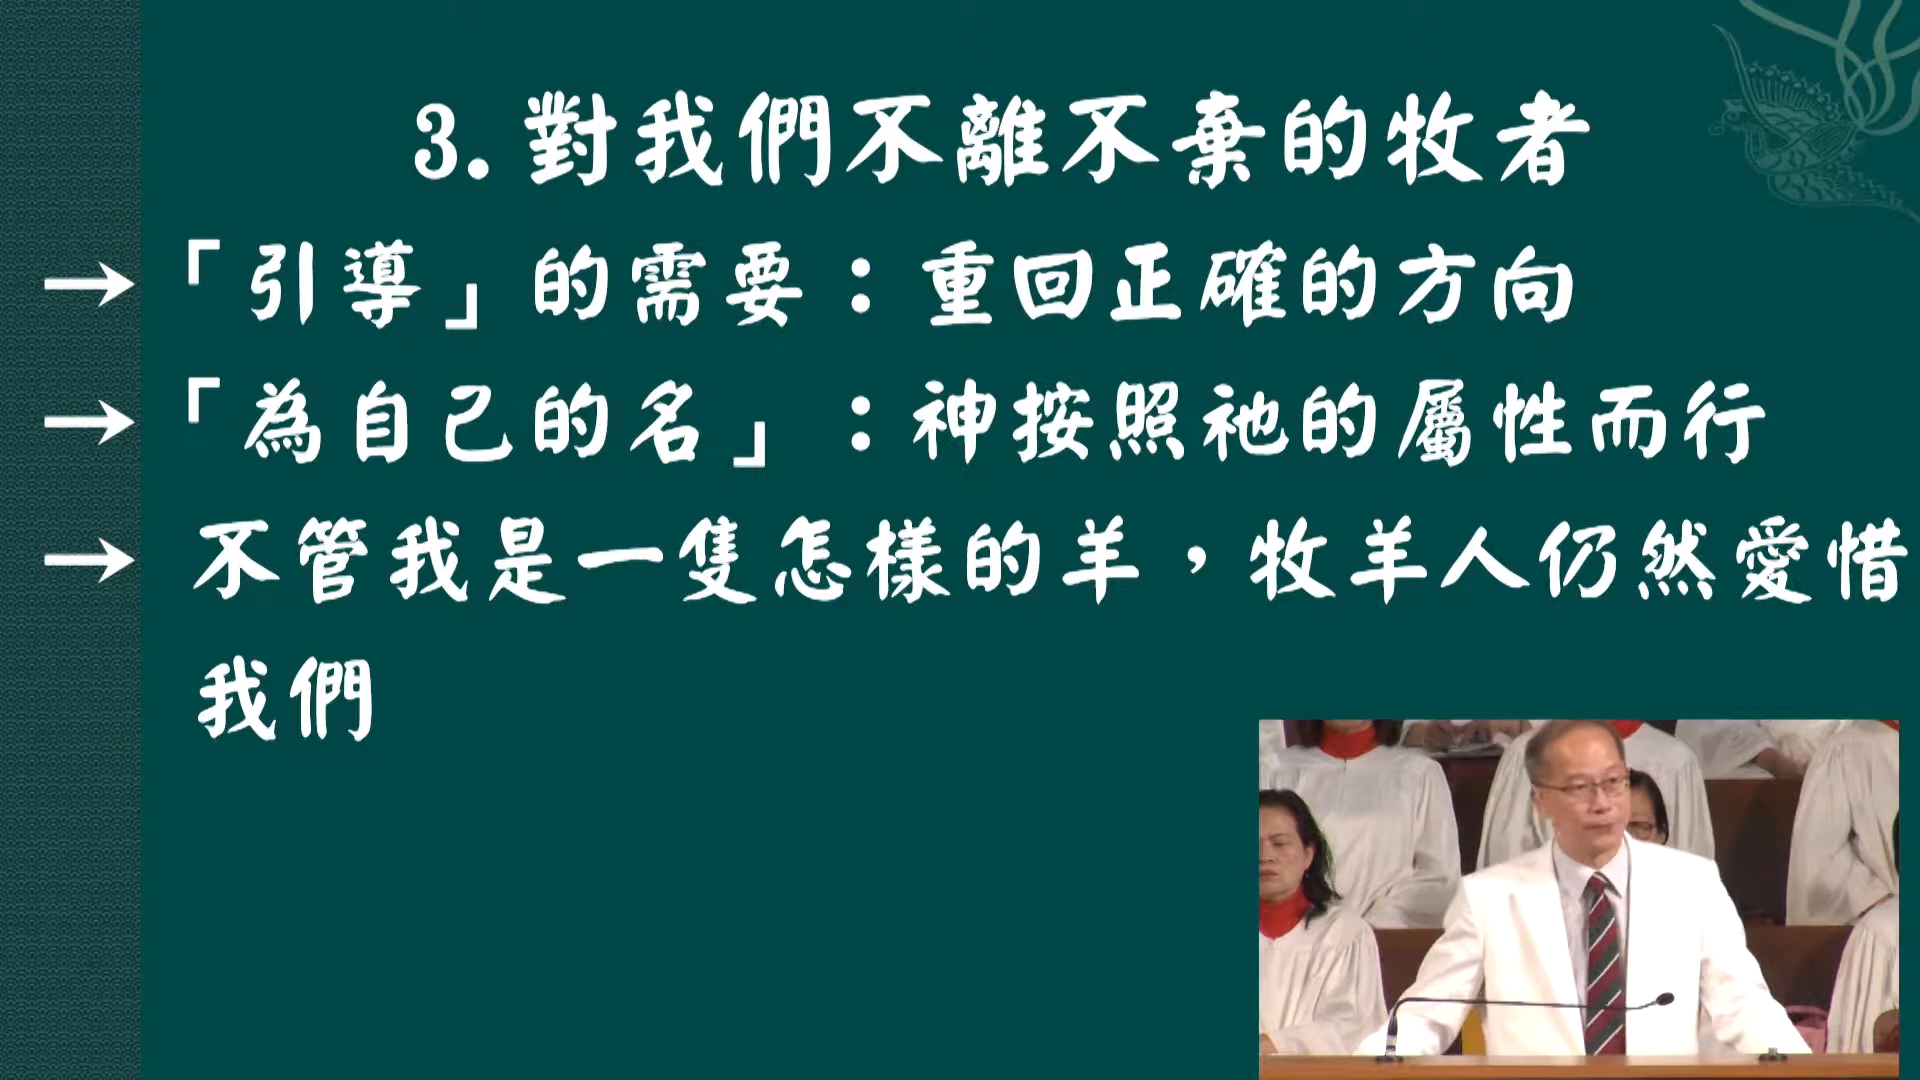 3.對我們不離不棄的牧者
→「引導」的需要：重回正確的方向
→「為自己的名」：神按照祂的屬性而行
→ 不管我是一隻怎樣的羊，牧羊人仍然愛惜
我們